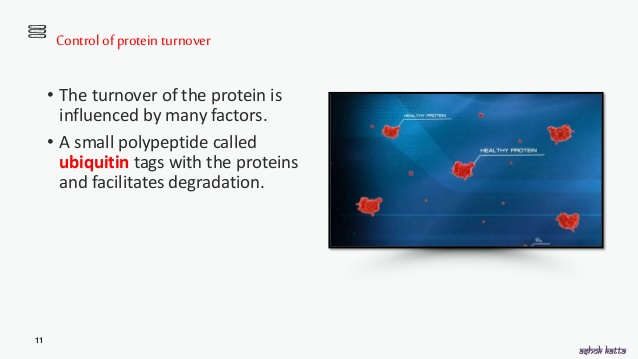 Control of protein turnover
• The turnover of the protein is
influenced by many factors.
• A small polypeptide called
ubiquitin tags with the proteins
and facilitates degradation.
HEALTHY PROTEIN
HEALTHY PROTEIN
11
Ashok Katta